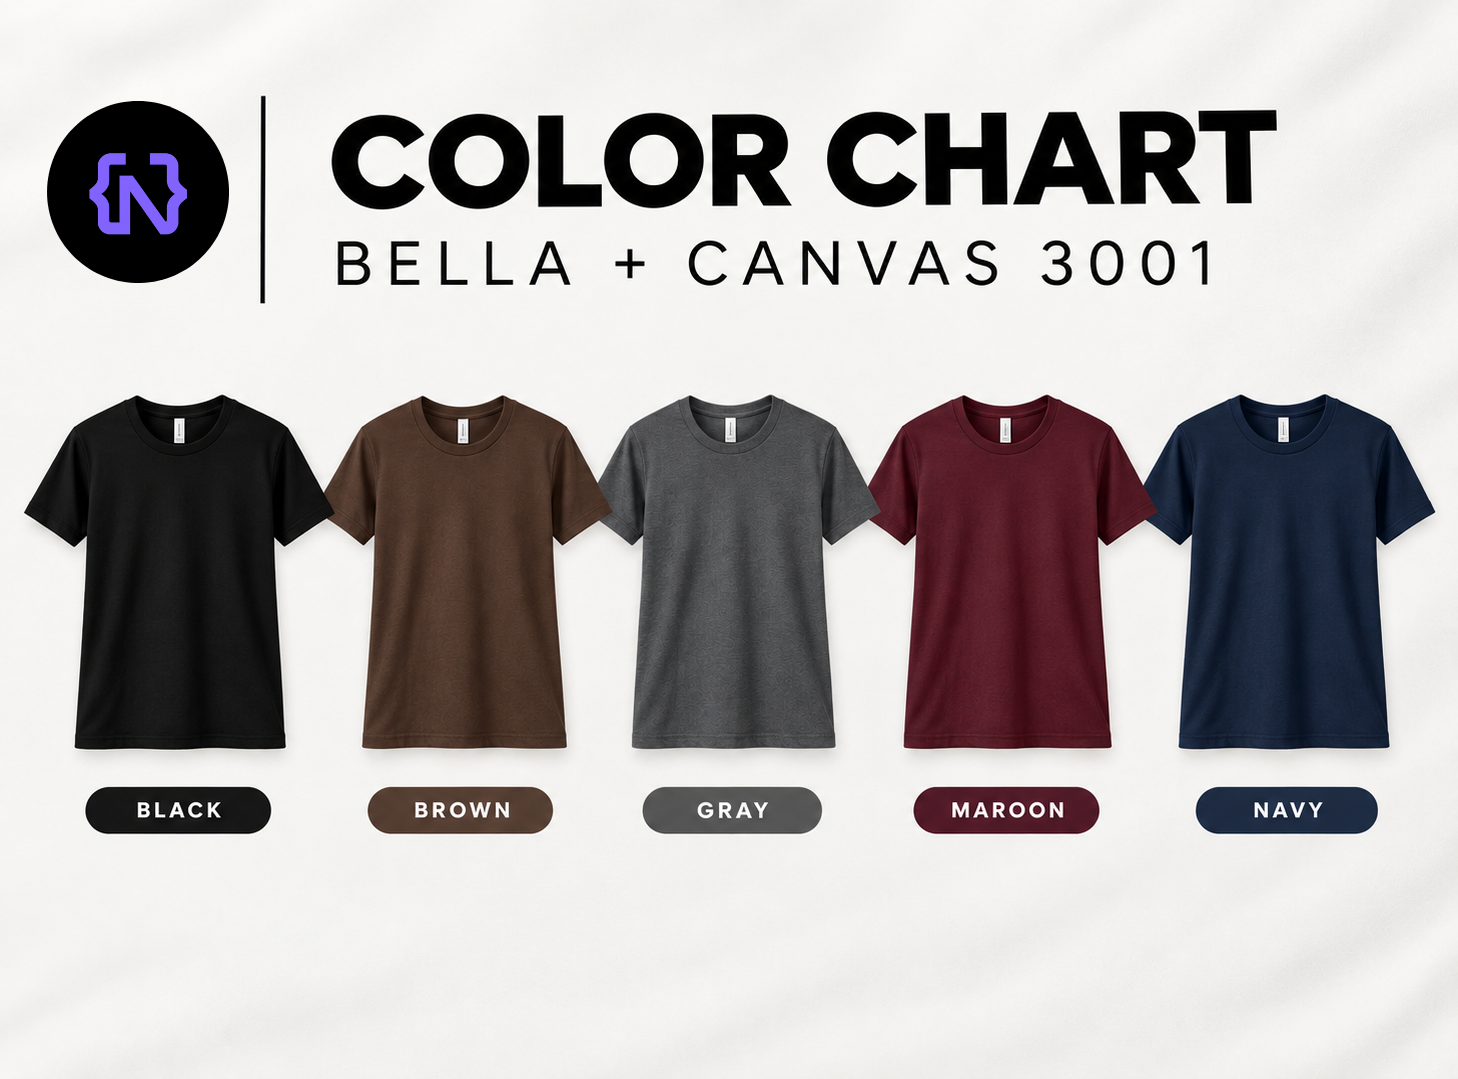 N
COLOR CHART
BELLA + CANVAS 3001
BLACK
BROWN
GRAY
MAROON
NAVY